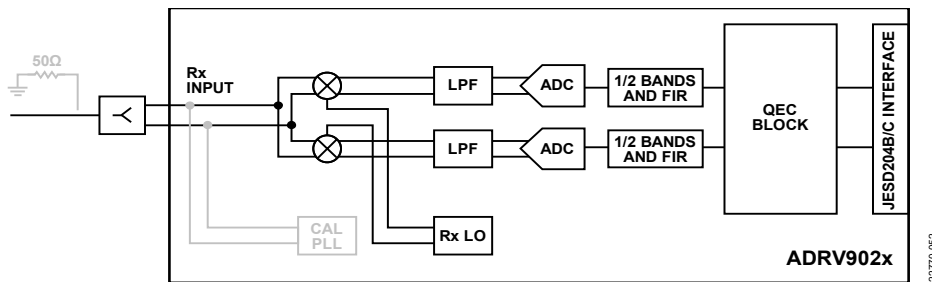 50Ω
Rx
INPUT
LPF
ADC
1/2 BANDS
AND FIR
QEC
BLOCK
JESD204B/C INTERFACE
LPF
ADC
1/2 BANDS
AND FIR
CAL
PLL
Rx LO
ADRV902x